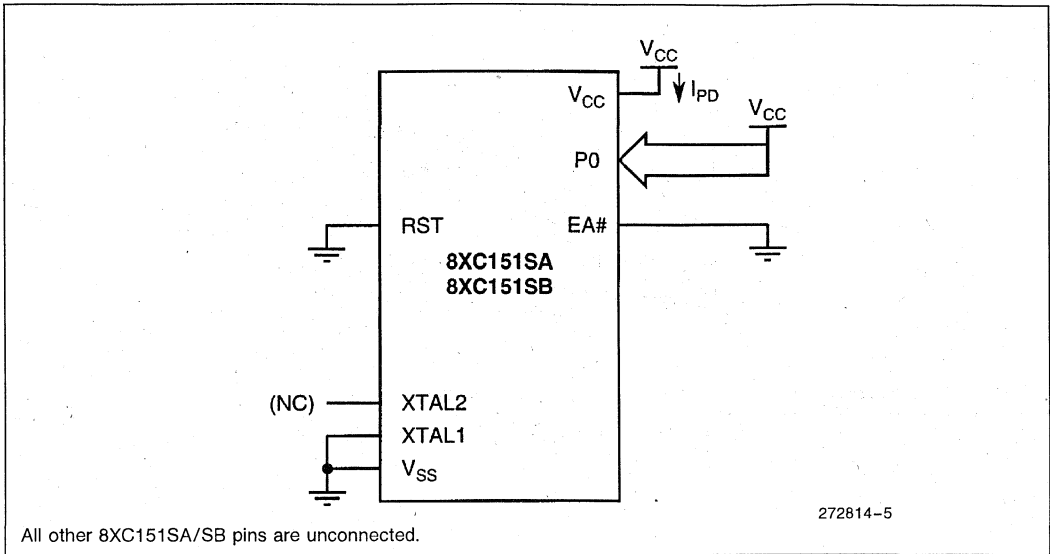 VCC
IPD
VCC
VCC
P0
RST
EA#
8XC151SA
8XC151SB
(NC)
XTAL2
XTAL1
VSS
272814-5
All other 8XC151SA/SB pins are unconnected.